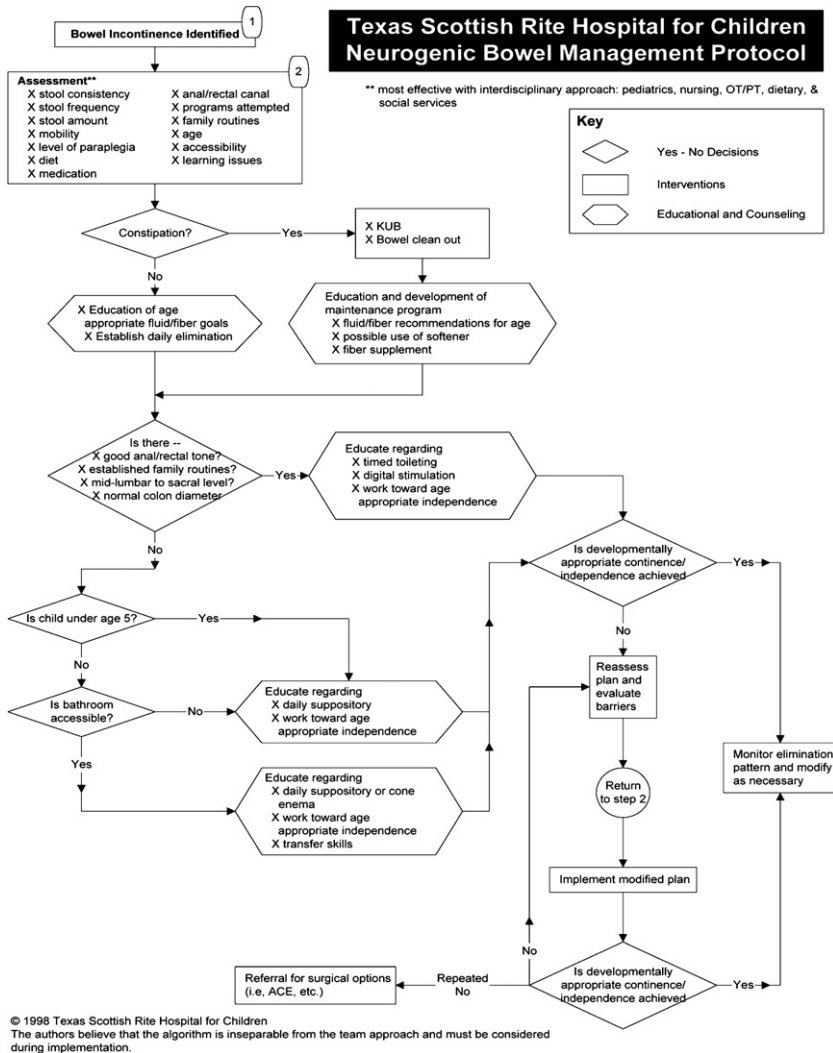 Texas Scottish Rite Hospital for Children
Neurogenic Bowel Management Protocol
** most effective with interdisciplinary approach: pediatrics, nursing, OT/PT, dietary, &
social services
Key
Yes - No Decisions
Interventions
Educational and Counseling
1
Bowel Incontinence Identified
2
Assessment**
X stool consistency
X stool frequency
X stool amount
X mobility
X level of paraplegia
X diet
X medication
X anal/rectal canal
X programs attempted
X family routines
X age
X accessibility
X learning issues
Constipation?
Yes
X KUB
X Bowel clean out
No
X Education of age
appropriate fluid/fiber goals
X Establish daily elimination
Education and development of
maintenance program
X fluid/fiber recommendations for age
X possible use of softener
X fiber supplement
Is there --
X good anal/rectal tone?
X established family routines?
X mid-lumbar to sacral level?
X normal colon diameter
Yes
Educate regarding
X timed toileting
X digital stimulation
X work toward age
appropriate independence
No
Is developmentally
appropriate continence/
independence achieved
Yes
No
Is child under age 5?
Yes
No
Is bathroom
accessible?
No
Educate regarding
X daily suppository
X work toward age
appropriate independence
Yes
Educate regarding
X daily suppository or cone
enema
X work toward age
appropriate independence
X transfer skills
Reassess
plan and
evaluate
barriers
Monitor elimination
pattern and modify
as necessary
Return
to step 2
Implement modified plan
No
Is developmentally
appropriate continence/
independence achieved
Yes
Repeated
No
Referral for surgical options
(i.e, ACE, etc.)
© 1998 Texas Scottish Rite Hospital for Children
The authors believe that the algorithm is inseparable from the team approach and must be considered
during implementation.